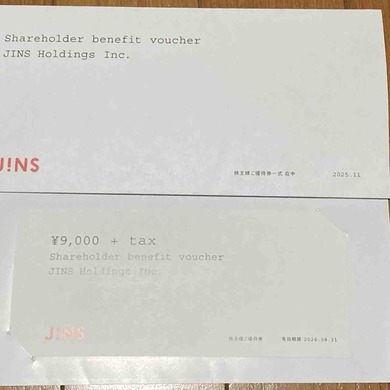 Shareholder benefit voucher
JINS Holdings Inc.
J!NS
株主様ご優待券一式 在中 2025.11
¥9,000 + tax
Shareholder benefit voucher
JINS Holdings Inc.
J!NS
株主様ご優待券 有効期限 2026.08.31